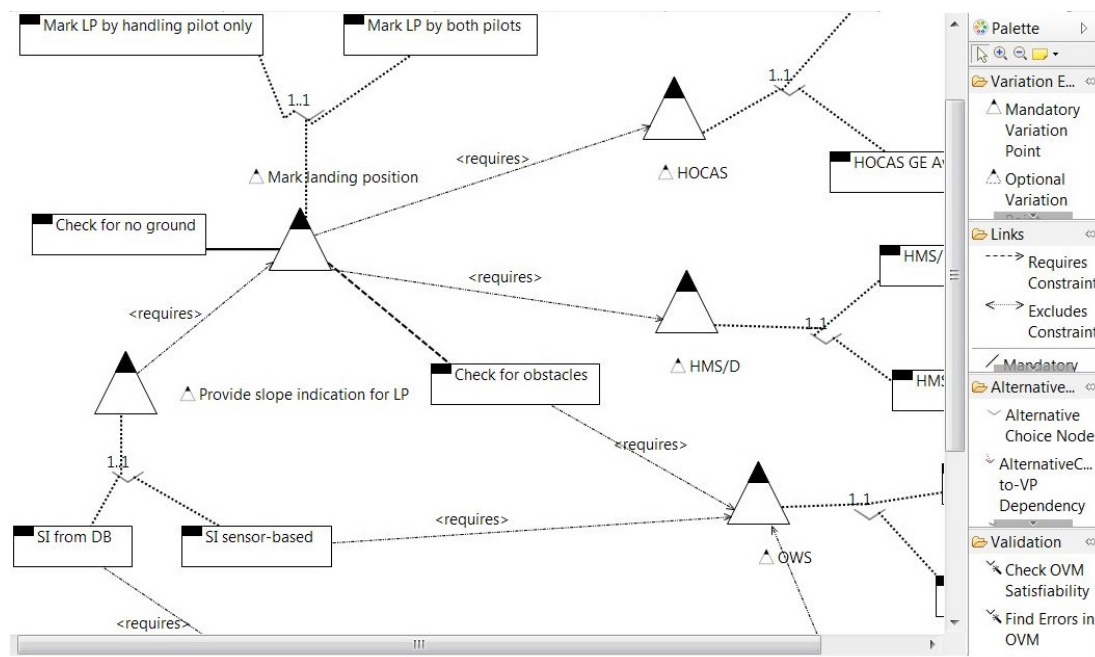 Mark LP by handling pilot only
Mark LP by both pilots
1..1
1..1
<requires>
HOCAS
HOCAS GE
Mark landing position
Check for no ground
<requires>
HMS/
1..1
HMS/D
<requires>
Check for obstacles
Provide slope indication for LP
<requires>
1..1
1..1
SI from DB
SI sensor-based
<requires>
OWS
<requires>
Palette
Variation E...
Mandatory
Variation
Point
Optional
Variation
Links
Requires
Constraint
Excludes
Constraint
Mandatory
Alternative...
Alternative
Choice Node
AlternativeC...
to-VP
Dependency
Validation
Check OVM
Satisfiability
Find Errors in
OVM